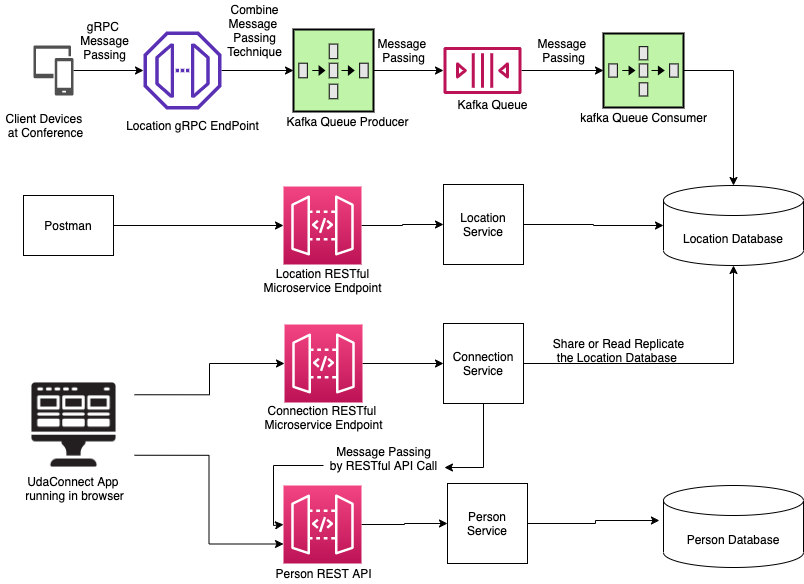 gRPC
Message
Passing
Combine
Message
Passing
Technique
Message
Passing
Message
Passing
Client Devices
at Conference
Location gRPC EndPoint
Kafka Queue Producer
Kafka Queue
kafka Queue Consumer
Postman
</>
Location RESTful
Microservice Endpoint
Location
Service
Location Database
</>
Connection RESTful
Microservice Endpoint
Connection
Service
Share or Read Replicate
the Location Database
UdaConnect App
running in browser
Message Passing
by RESTful API Call
</>
Person REST API
Person
Service
Person Database